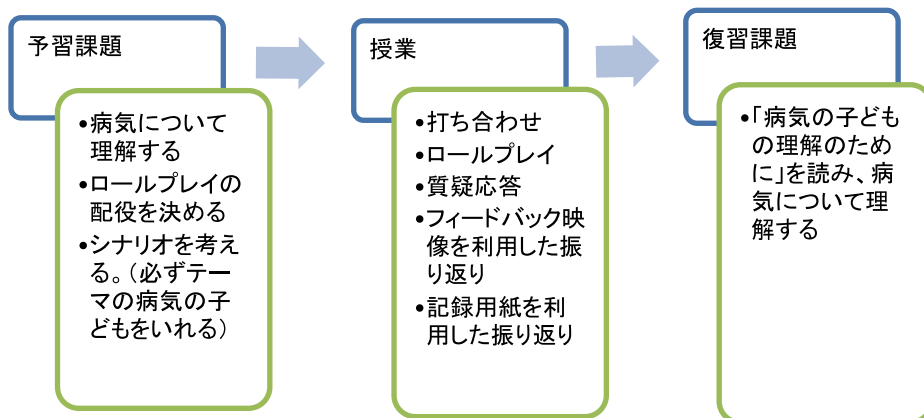 予習課題
•病気について
理解する
•ロールプレイの
配役を決める
•シナリオを考え
る。（必ずテー
マの病気の子
どもをいれる）
授業
•打ち合わせ
•ロールプレイ
•質疑応答
•フィードバック映
像を利用した振
り返り
•記録用紙を利
用した振り返り
復習課題
•「病気の子ども
の理解のため
に」を読み、病
気について理
解する